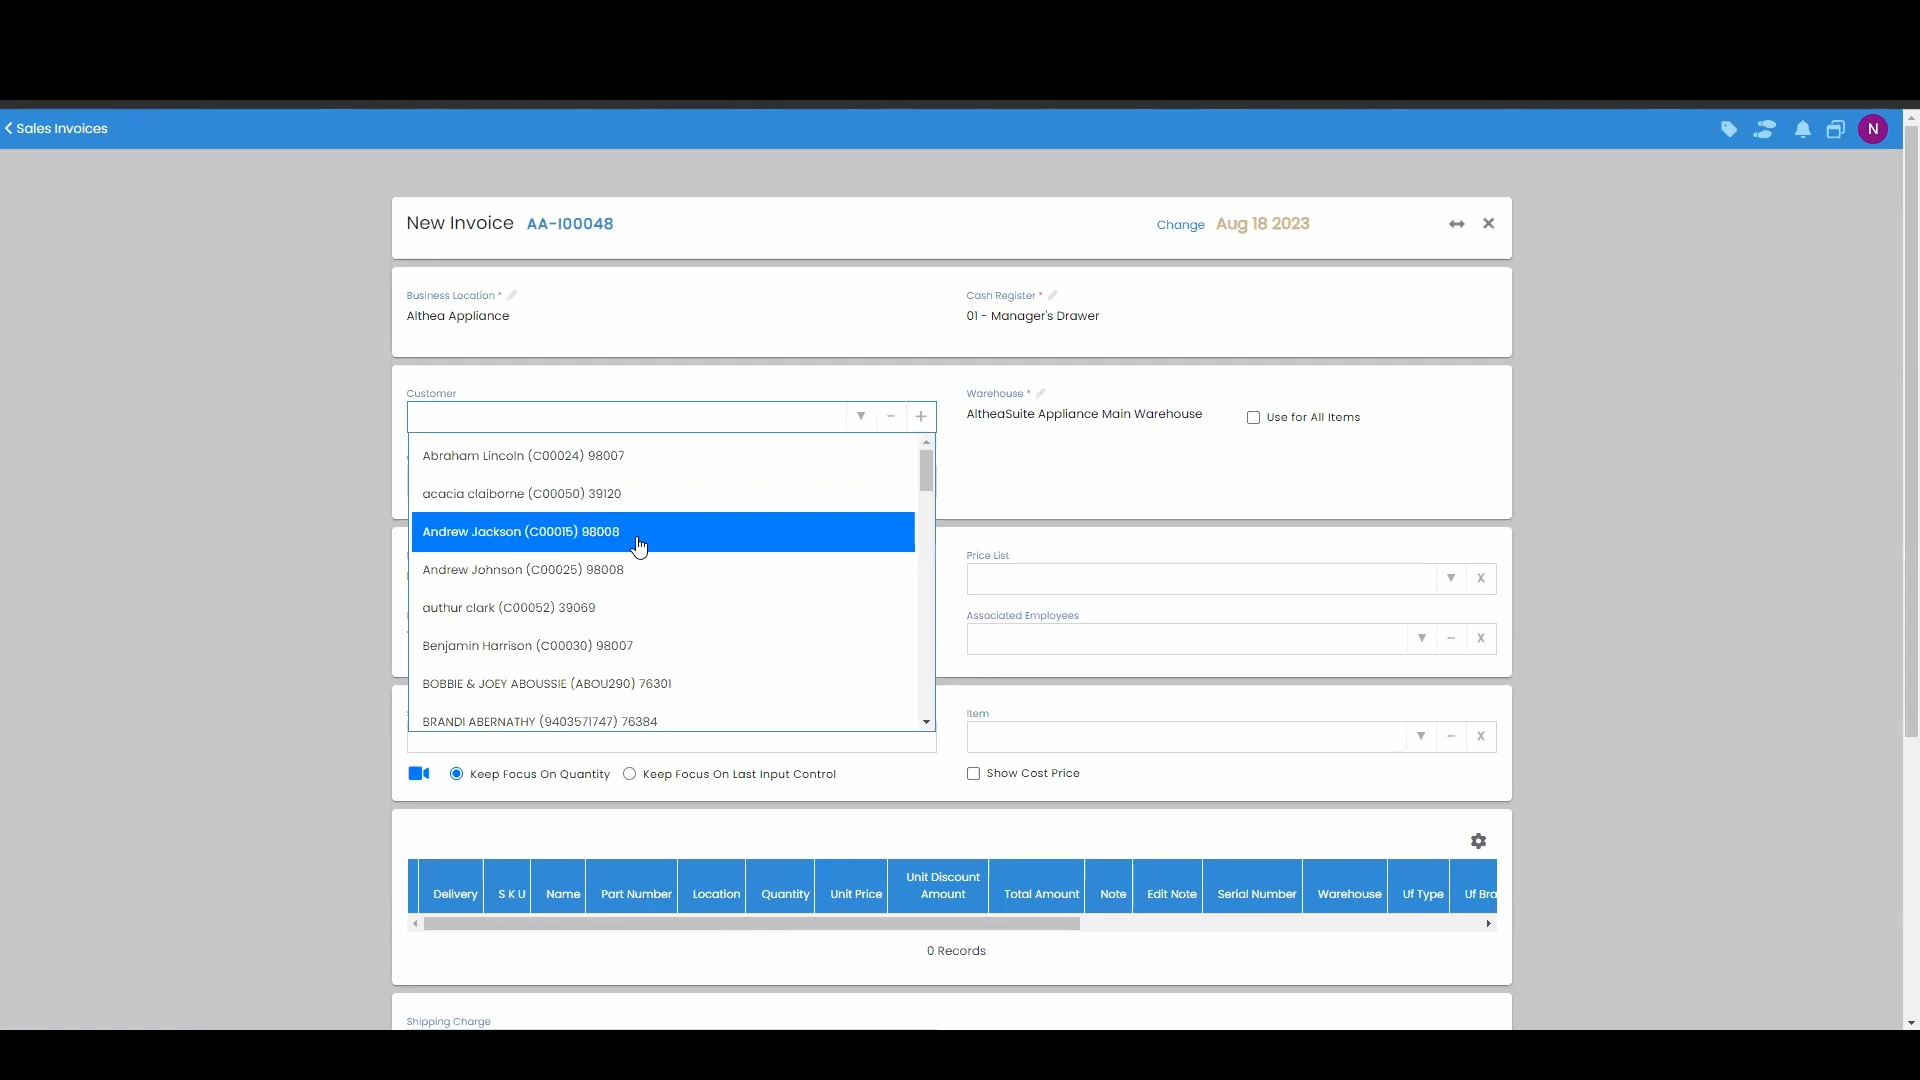 Sales Invoices
N
New Invoice AA-I00048
Change Aug 18 2023
Business Location *
Althea Appliance
Cash Register *
01 - Manager's Drawer
Customer
Abraham Lincoln (C00024) 98007
acacia claiborne (C00050) 39120
Andrew Jackson (C00015) 98008
Andrew Johnson (C00025) 98008
authur clark (C00052) 39069
Benjamin Harrison (C00030) 98007
BOBBIE & JOEY ABOUSSIE (ABOU290) 76301
BRANDI ABERNATHY (9403571747) 76384
Warehouse *
AltheaSuite Appliance Main Warehouse
Use for All Items
Price List
X
Associated Employees
X
Item
X
Keep Focus On Quantity
Keep Focus On Last Input Control
Show Cost Price
Delivery
S K U
Name
Part Number
Location
Quantity
Unit Price
Unit Discount
Amount
Total Amount
Note
Edit Note
Serial Number
Warehouse
Uf Type
Uf Bra
0 Records
Shipping Charge